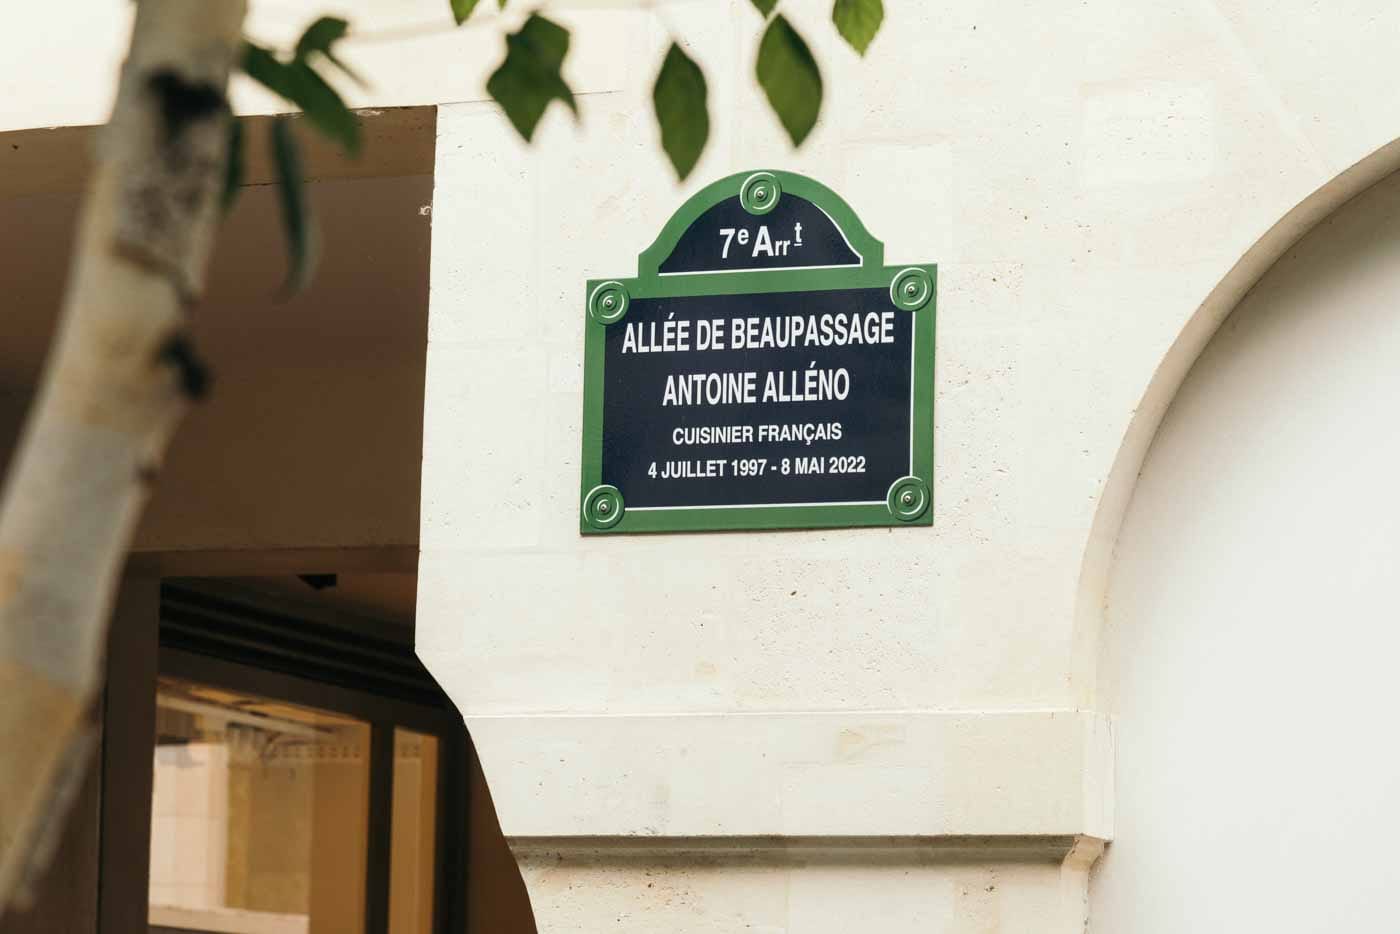 7e Arrt
ALLÉE DE BEAUPASSAGE
ANTOINE ALLÉNO
CUISINIER FRANÇAIS
4 JUILLET 1997 - 8 MAI 2022